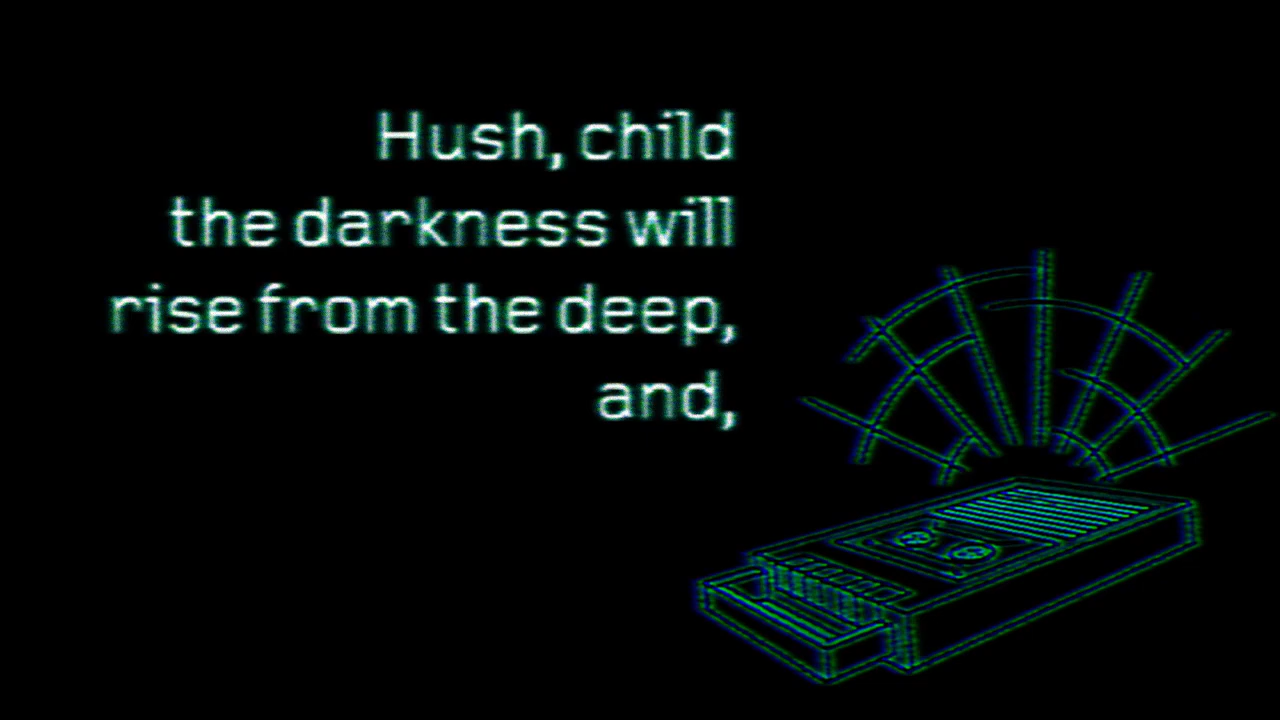 Hush, child
the darkness will
rise from the deep,
and,